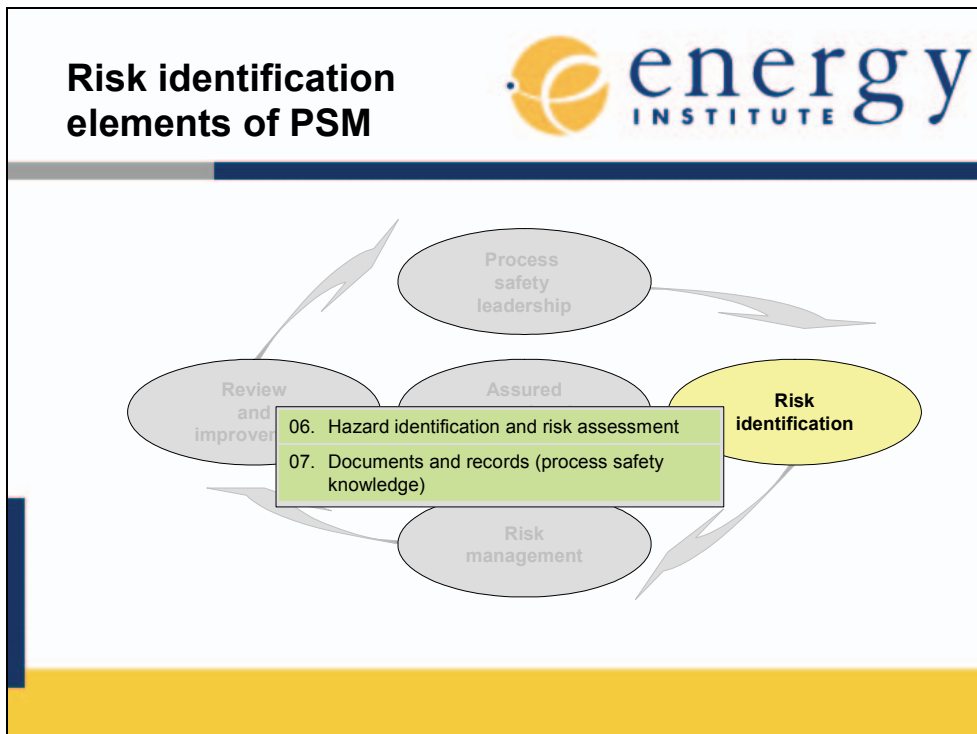 Risk identification
elements of PSM
energy
INSTITUTE
Process
safety
leadership
Review
and
Assured
Risk
identification
06. Hazard identification and risk assessment
07. Documents and records (process safety
knowledge)
Risk
management